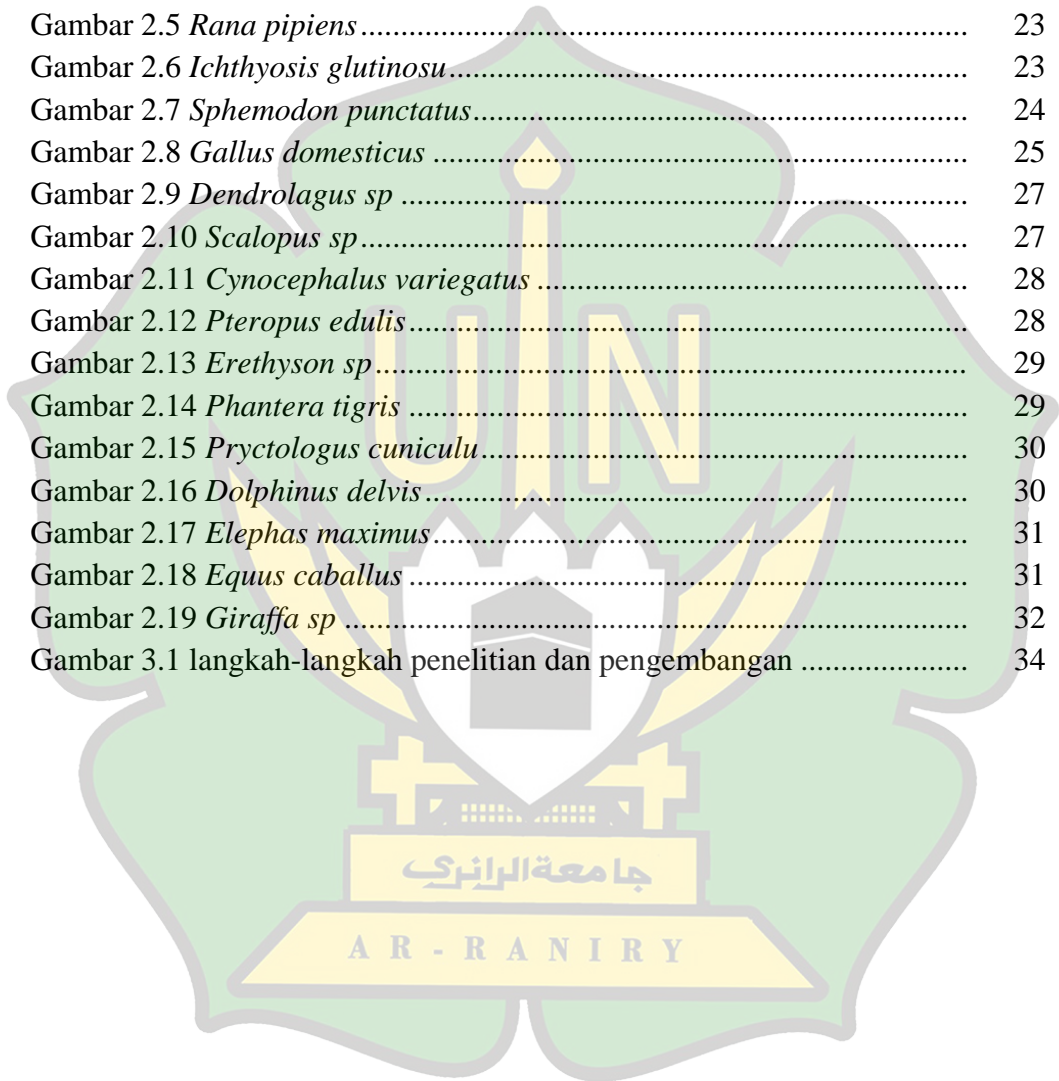 Gambar 2.5 Rana pipiens........................................................................ 23
Gambar 2.6 Ichthyosis glutinosu............................................................. 23
Gambar 2.7 Sphemodon punctatus.......................................................... 24
Gambar 2.8 Gallus domesticus ............................................................... 25
Gambar 2.9 Dendrolagus sp ................................................................... 27
Gambar 2.10 Scalopus sp........................................................................ 27
Gambar 2.11 Cynocephalus variegatus ................................................... 28
Gambar 2.12 Pteropus edulis.................................................................. 28
Gambar 2.13 Erethyson sp...................................................................... 29
Gambar 2.14 Phantera tigris .................................................................. 29
Gambar 2.15 Pryctologus cuniculu......................................................... 30
Gambar 2.16 Dolphinus delvis................................................................ 30
Gambar 2.17 Elephas maximus............................................................... 31
Gambar 2.18 Equus caballus .................................................................. 31
Gambar 2.19 Giraffa sp .......................................................................... 32
Gambar 3.1 langkah-langkah penelitian dan pengembangan .................... 34
UIN
جامعةالرانري
AR-RANIRY